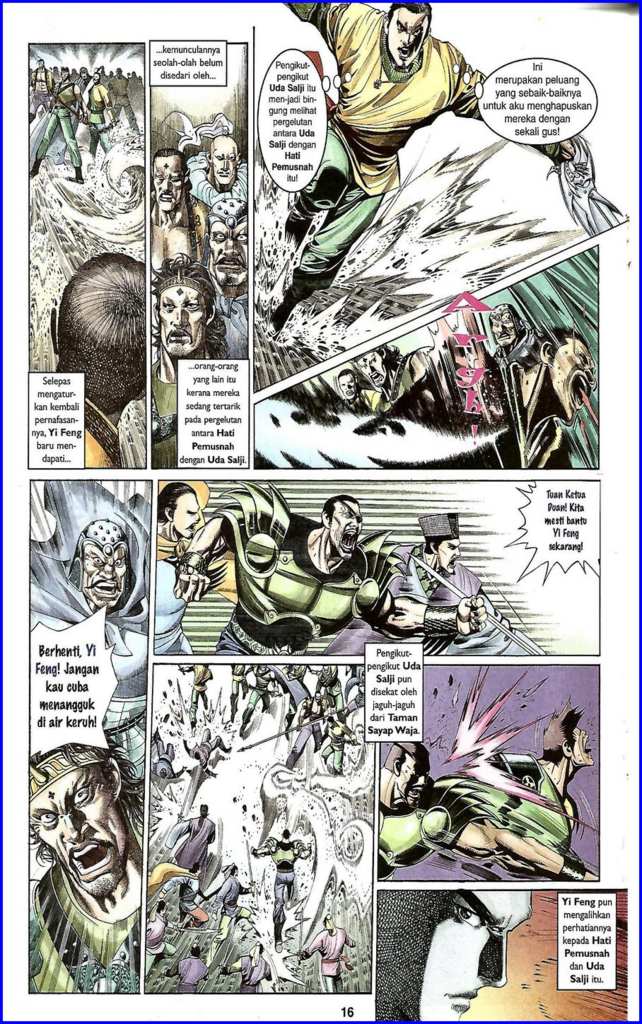 Selepas
mengatur-
kan kembali
pernafasan-
nya, Yi Feng
baru men-
dapati...
...kemunculannya
seolah-olah belum
disedari oleh...
...orang-orang
yang lain itu
kerana mereka
sedang tertarik
pada pergelutan
antara Hati
Pemusnah
dengan Uda Salji.
Pengikut-
pengikut
Uda Salji itu
men-jadi bin-
gung melihat
pergelutan
antara Uda
Salji dengan
Hati
Pemusnah
itu!
Ini
merupakan peluang
yang sebaik-baiknya
untuk aku menghapuskan
mereka dengan
sekali gus!
Argh!
Berhenti, Yi
Feng! Jangan
kau cuba
menangguk
di air keruh!
Tuan Ketua
Duan! Kita
mesti bantu
Yi Feng
sekarang!
Pengikut-
pengikut Uda
Salji pun
disekat oleh
jaguh-jaguh
dari Taman
Sayap Waja.
Yi Feng pun
mengalihkan
perhatiannya
kepada Hati
Pemusnah
dan Uda
Salji itu.
16